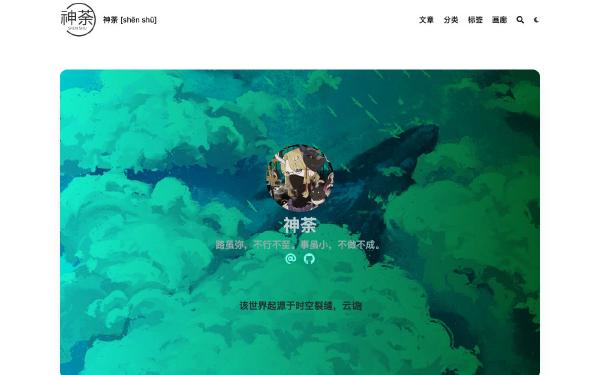 神荼
SHEN SHU
神荼 [shēn shū]
文章 分类 标签 画廊
神荼
路虽弥，不行不至。事虽小，不做不成。
该世界起源于时空裂缝，云诡